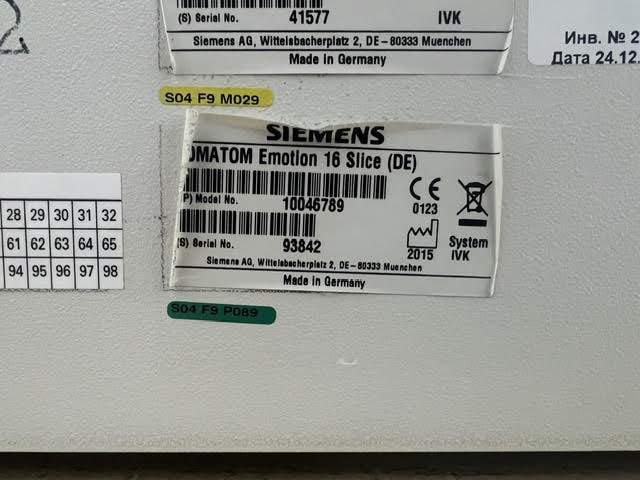 (S) Serial No. 41577 IVK
Siemens AG, Wittelsbacherplatz 2, DE-80333 Muenchen
Made in Germany
Инв. № 2
Дата 24.12.
S04 F9 M029
SIEMENS
OMATOM Emotion 16 Slice (DE)
P) Model No. 10046789
0123
(S) Serial No. 93842
2015
System
IVK
Siemens AG, Wittelsbacherplatz 2, DE-80333 Muenchen
Made in Germany
S04 F9 P089
28 29 30 31 32
61 62 63 64 65
94 95 96 97 98